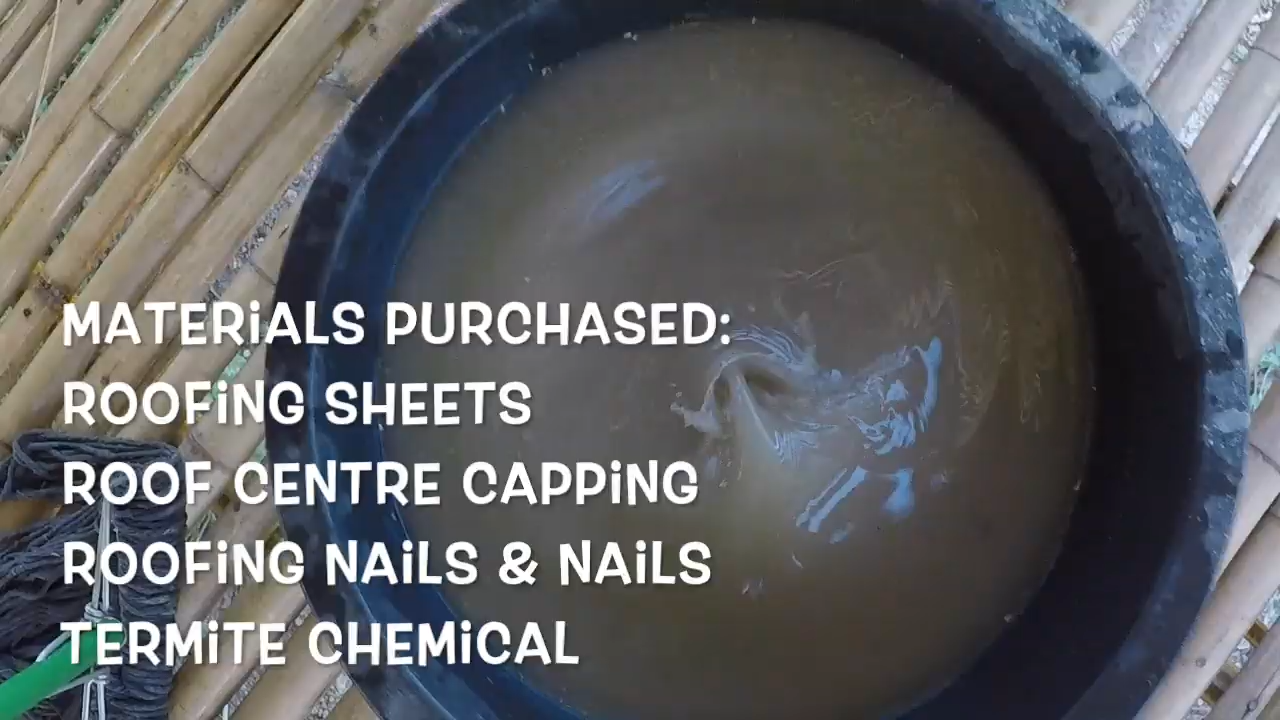 MATERiALS PURCHASED:
ROOFiNG SHEETS
ROOF CENTRE CAPPiNG
ROOFiNG NAiLS & NAiLS
TERMiTE CHEMiCAL